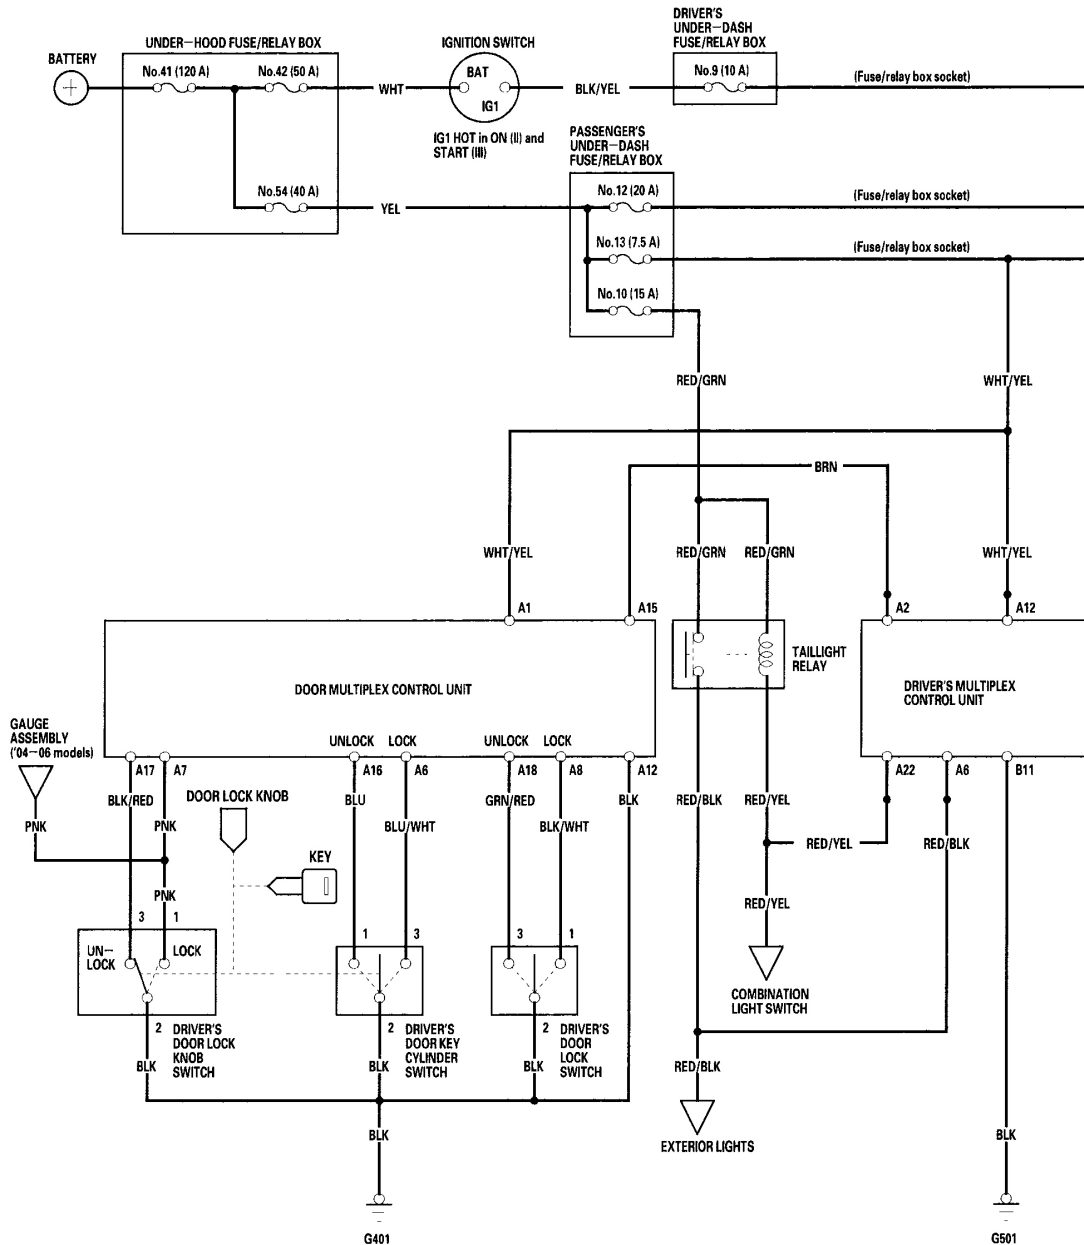 DRIVER'S
UNDER-DASH
FUSE/RELAY BOX
UNDER-HOOD FUSE/RELAY BOX
IGNITION SWITCH
BATTERY
No.41 (120 A)
No.42 (50 A)
BAT
No.9 (10 A)
(Fuse/relay box socket)
WHT
BLK/YEL
IG1
IG1 HOT in ON (II) and
START (III)
PASSENGER'S
UNDER-DASH
FUSE/RELAY BOX
No.54 (40 A)
No.12 (20 A)
(Fuse/relay box socket)
YEL
No.13 (7.5 A)
(Fuse/relay box socket)
No.10 (15 A)
RED/GRN
WHT/YEL
BRN
WHT/YEL
RED/GRN
RED/GRN
WHT/YEL
A1
A15
A2
A12
TAILLIGHT
RELAY
DOOR MULTIPLEX CONTROL UNIT
DRIVER'S MULTIPLEX
CONTROL UNIT
GAUGE
ASSEMBLY
('04-06 models)
UNLOCK
LOCK
UNLOCK
LOCK
A17
A7
A16
A6
A18
A8
A12
A22
A6
B11
BLK/RED
DOOR LOCK KNOB
BLU
GRN/RED
BLK
RED/BLK
RED/YEL
PNK
PNK
BLU/WHT
BLK/WHT
RED/YEL
RED/BLK
KEY
PNK
RED/YEL
3
1
1
3
3
1
UN-
LOCK
LOCK
COMBINATION
LIGHT SWITCH
2
DRIVER'S
DOOR LOCK
KNOB
SWITCH
2
DRIVER'S
DOOR KEY
CYLINDER
SWITCH
2
DRIVER'S
DOOR
LOCK
SWITCH
BLK
BLK
BLK
RED/BLK
BLK
EXTERIOR LIGHTS
BLK
G401
G501